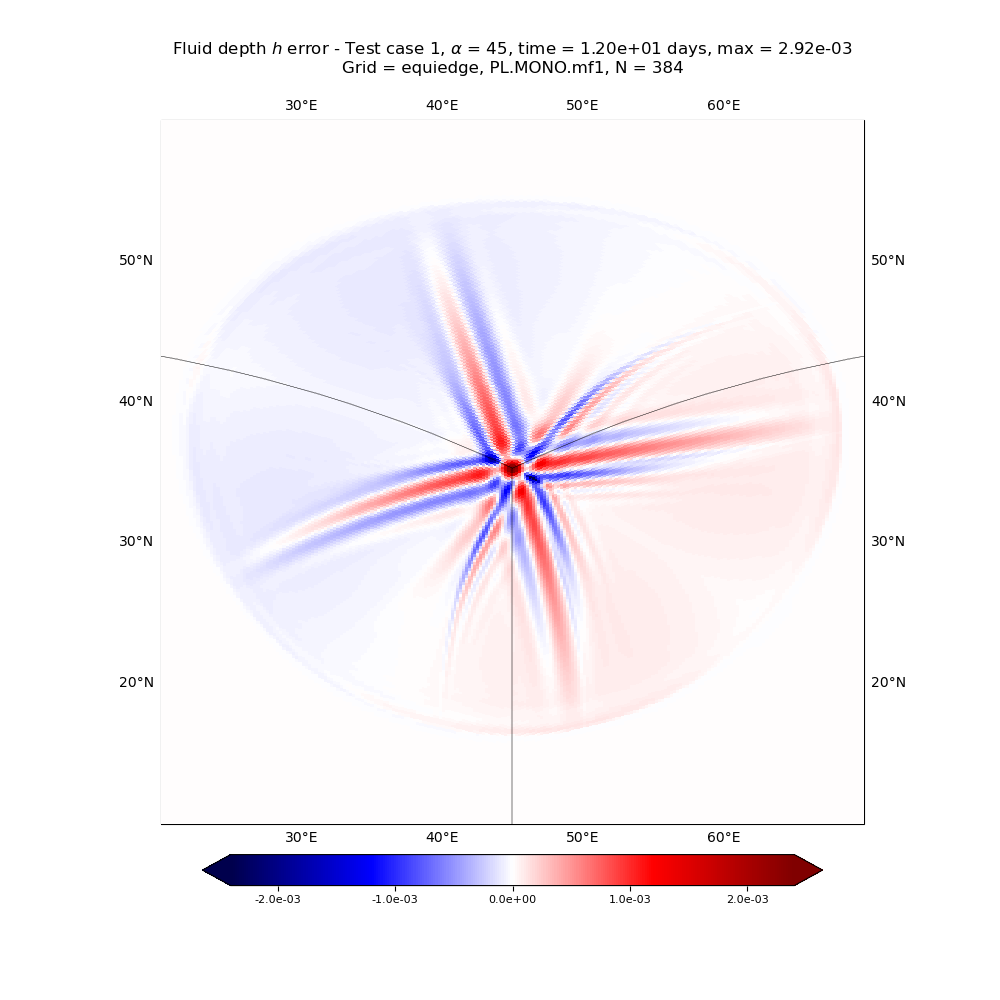 Fluid depth h error - Test case 1, α = 45, time = 1.20e+01 days, max = 2.92e-03
Grid = equiedge, PL.MONO.mf1, N = 384
30°E 40°E 50°E 60°E
50°N 50°N
40°N 40°N
30°N 30°N
20°N 20°N
30°E 40°E 50°E 60°E
-2.0e-03 -1.0e-03 0.0e+00 1.0e-03 2.0e-03